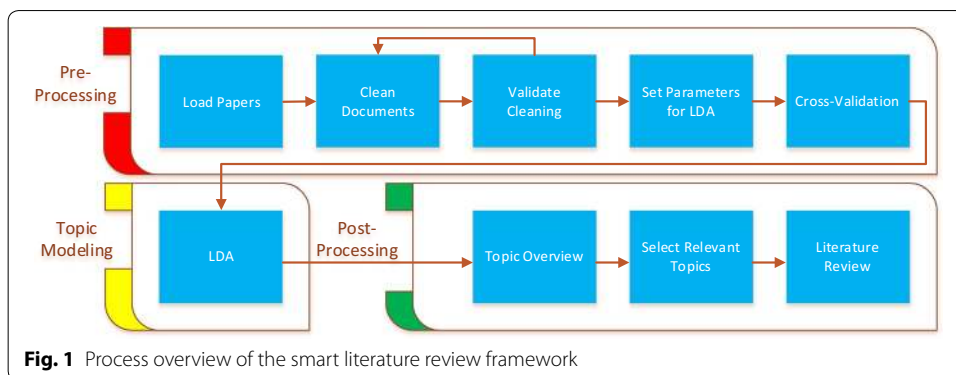 Pre-
Processing
Load Papers
Clean
Documents
Validate
Cleaning
Set Parameters
for LDA
Cross-Validation
Topic
Modeling
LDA
Post-
Processing
Topic Overview
Select Relevant
Topics
Literature
Review
Fig. 1 Process overview of the smart literature review framework